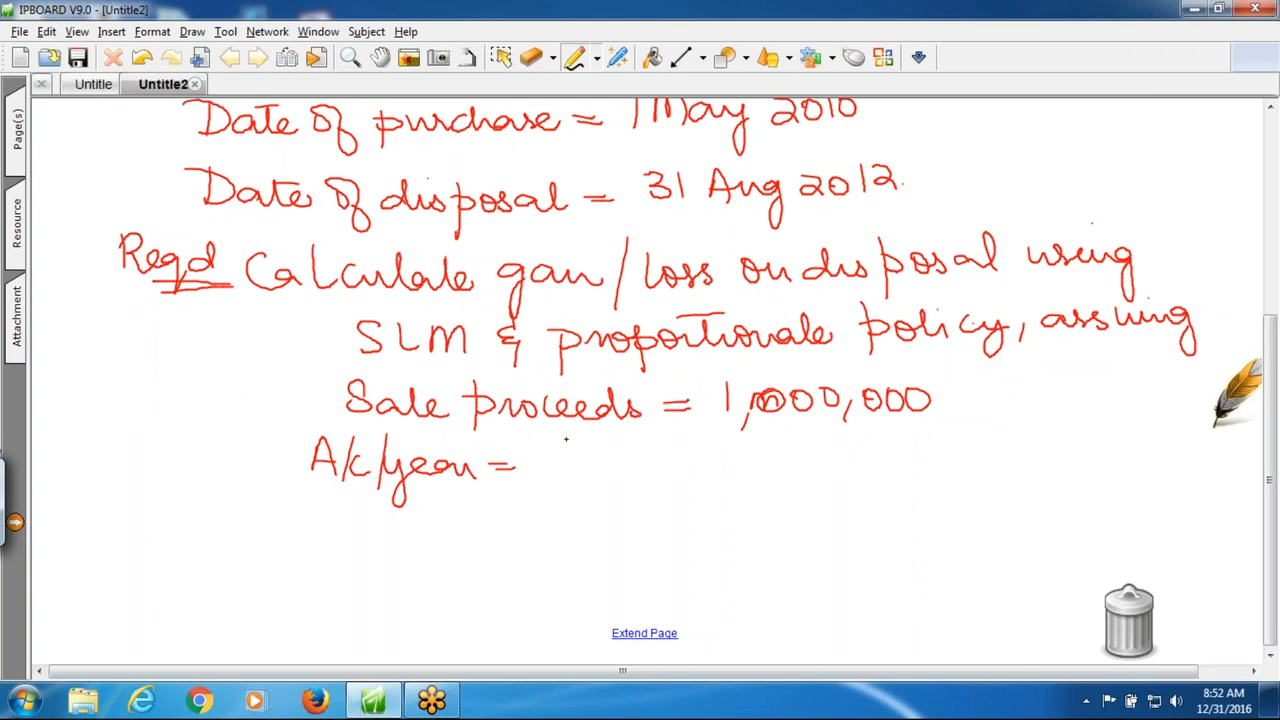 IPBOARD V9.0 - [Untitle2]
File Edit View Insert Format Draw Tool Network Window Subject Help
Untitle Untitle2
Page(s)
Resource
Attachment
Date of purchase = 1 May 2010
Date of disposal = 31 Aug 2012.
Reqd Calculate gain/loss on disposal using
SLM & proportionate policy, assuming
Sale proceeds = 1,000,000
A/c/year =
Extend Page
8:52 AM
12/31/2016